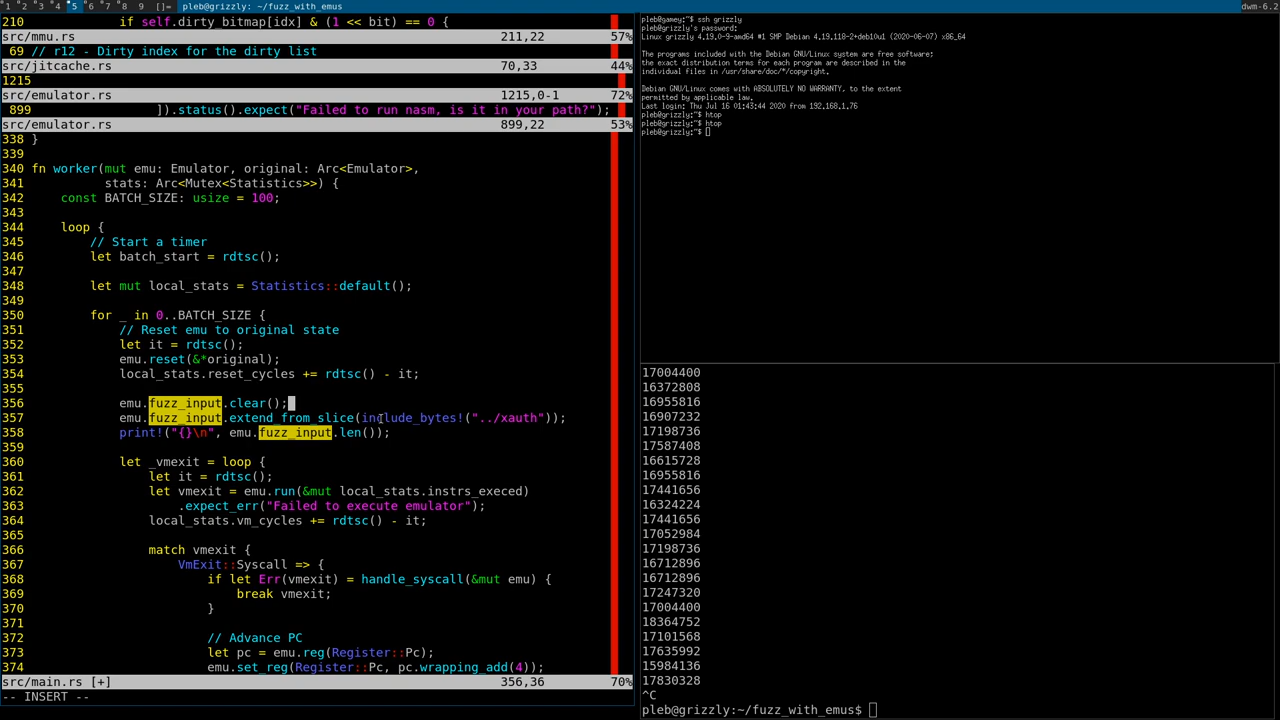 1 2 3 4 5 6 7 8 9 []= pleb@grizzly: ~/fuzz_with_emus dwm-6.2
210 if self.dirty_bitmap[idx] & (1 << bit) == 0 {
src/mmu.rs 211,22 57%
69 // r12 - Dirty index for the dirty list
src/jitcache.rs 70,33 44%
1215
src/emulator.rs 1215,0-1 72%
899 ]).status().expect("Failed to run nasm, is it in your path?");
src/emulator.rs 899,22 53%
338 }
339
340 fn worker(mut emu: Emulator, original: Arc<Emulator>,
341 stats: Arc<Mutex<Statistics>>) {
342 const BATCH_SIZE: usize = 100;
343
344 loop {
345 // Start a timer
346 let batch_start = rdtsc();
347
348 let mut local_stats = Statistics::default();
349
350 for _ in 0..BATCH_SIZE {
351 // Reset emu to original state
352 let it = rdtsc();
353 emu.reset(&*original);
354 local_stats.reset_cycles += rdtsc() - it;
355
356 emu.fuzz_input.clear();
357 emu.fuzz_input.extend_from_slice(include_bytes!("../xauth"));
358 print!("{}\n", emu.fuzz_input.len());
359
360 let _vmexit = loop {
361 let it = rdtsc();
362 let vmexit = emu.run(&mut local_stats.instrs_execed)
363 .expect_err("Failed to execute emulator");
364 local_stats.vm_cycles += rdtsc() - it;
365
366 match vmexit {
367 VmExit::Syscall => {
368 if let Err(vmexit) = handle_syscall(&mut emu) {
369 break vmexit;
370 }
371
372 // Advance PC
373 let pc = emu.reg(Register::Pc);
374 emu.set_reg(Register::Pc, pc.wrapping_add(4));
src/main.rs [+] 356,36 70%
-- INSERT --
pleb@gamey:~$ ssh grizzly
pleb@grizzly's password:
Linux grizzly 4.19.0-9-amd64 #1 SMP Debian 4.19.118-2+deb10u1 (2020-06-07) x86_64

The programs included with the Debian GNU/Linux system are free software;
the exact distribution terms for each program are described in the
individual files in /usr/share/doc/*/copyright.

Debian GNU/Linux comes with ABSOLUTELY NO WARRANTY, to the extent
permitted by applicable law.
Last login: Thu Jul 16 01:43:44 2020 from 192.168.1.76
pleb@grizzly:~$ htop
pleb@grizzly:~$ htop
pleb@grizzly:~$
17004400
16372808
16955816
16907232
17198736
17587408
16615728
16955816
17441656
16324224
17441656
17052984
17198736
16712896
16712896
17247320
17004400
18364752
17101568
17635992
15984136
17830328
^C
pleb@grizzly:~/fuzz_with_emus$